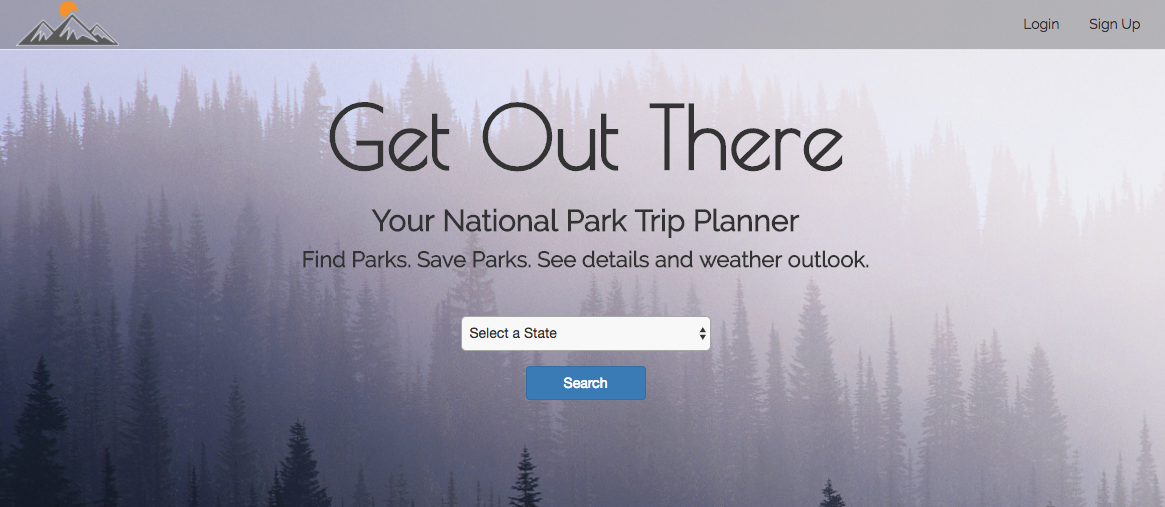 Login Sign Up
Get Out There
Your National Park Trip Planner
Find Parks. Save Parks. See details and weather outlook.
Select a State
Search